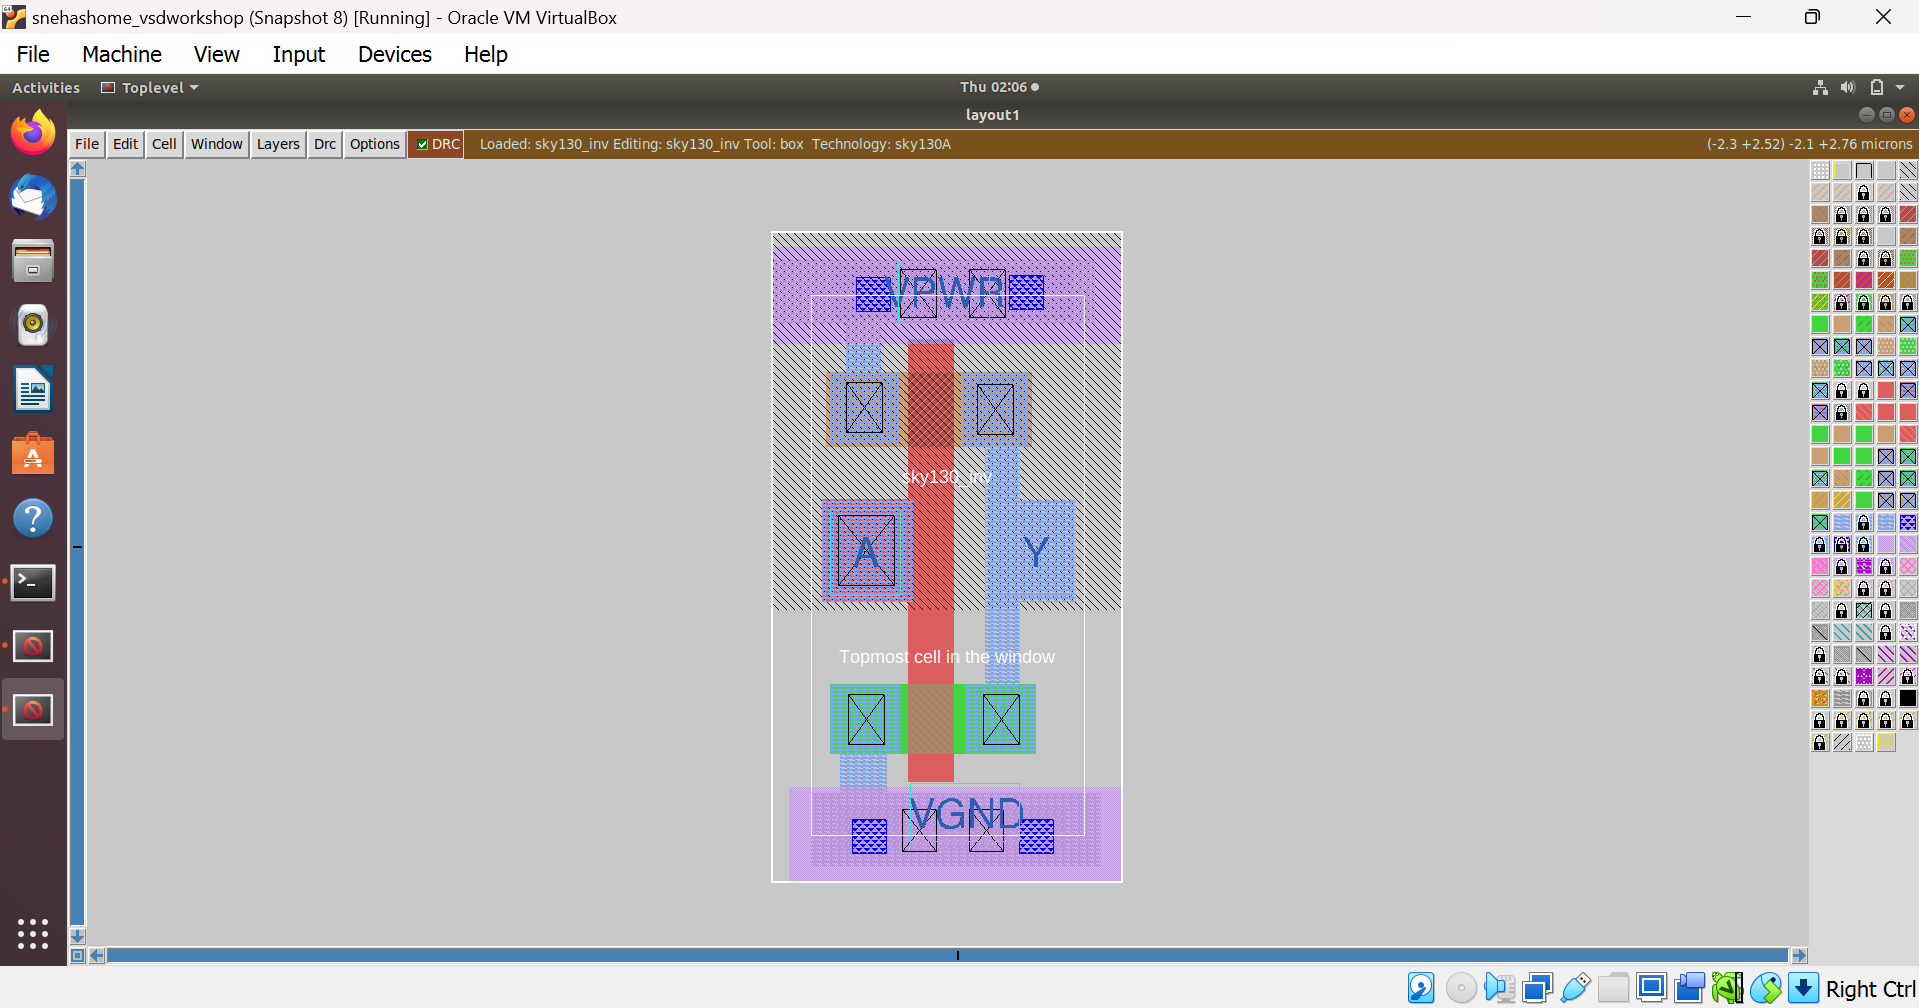 snehashome_vsdworkshop (Snapshot 8) [Running] - Oracle VM VirtualBox
File Machine View Input Devices Help
Activities Toplevel Thu 02:06
layout1
File Edit Cell Window Layers Drc Options DRC Loaded: sky130_inv Editing: sky130_inv Tool: box Technology: sky130A (-2.3 +2.52) -2.1 +2.76 microns
VPWR
sky130_inv
A Y
Topmost cell in the window
VGND
Right Ctrl